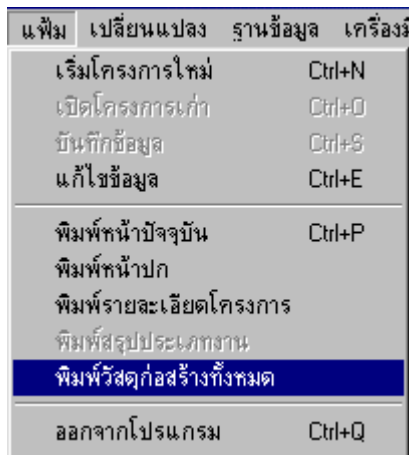 แฟ้ม เปลี่ยนแปลง ฐานข้อมูล
เริ่มโครงการใหม่ Ctrl+N
เปิดโครงการเก่า Ctrl+O
บันทึกข้อมูล Ctrl+S
แก้ไขข้อมูล Ctrl+E
พิมพ์หน้าปัจจุบัน Ctrl+P
พิมพ์หน้าปก
พิมพ์รายละเอียดโครงการ
พิมพ์สรุปประเภทงาน
พิมพ์วัสดุก่อสร้างทั้งหมด
ออกจากโปรแกรม Ctrl+Q